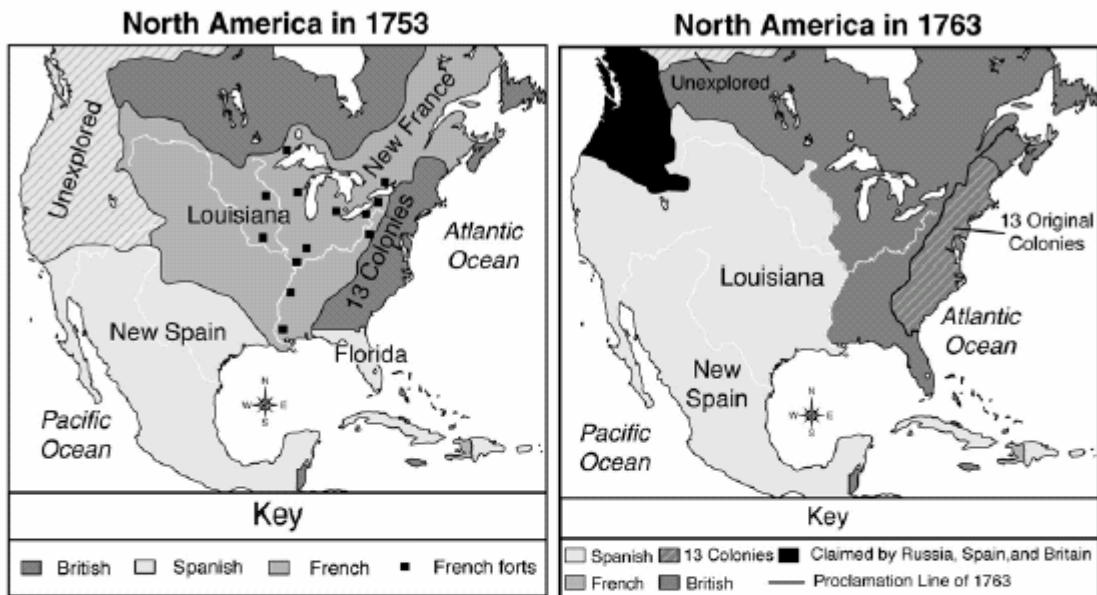 North America in 1753
Unexplored
New France
Louisiana
13 Colonies
Atlantic
Ocean
New Spain
Florida
N
W E
S
Pacific
Ocean
Key
British Spanish French French forts
North America in 1763
Unexplored
13 Original
Colonies
Louisiana
Atlantic
Ocean
New
Spain
N
W E
S
Pacific
Ocean
Key
Spanish 13 Colonies Claimed by Russia, Spain,and Britain
French British Proclamation Line of 1763